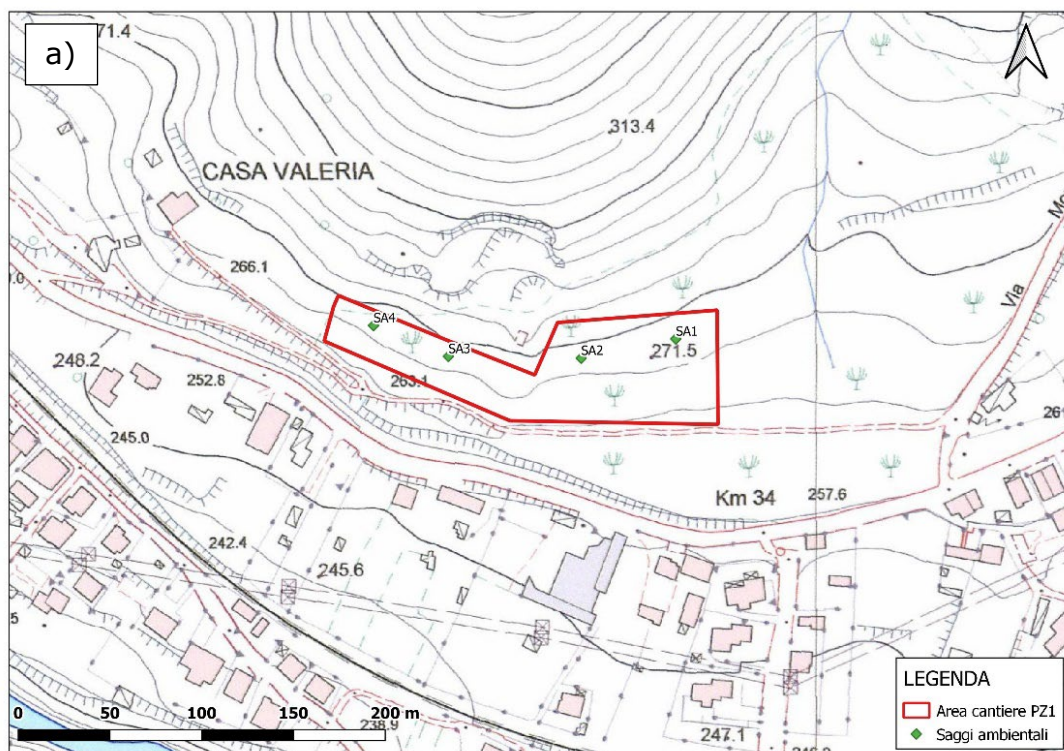 a)
71.4
313.4
CASA VALERIA
266.1
SA4
SA1
SA3
SA2
271.5
Via
248.2
252.8
263.1
245.0
Km 34
257.6
242.4
245.6
LEGENDA
Area cantiere PZ1
Saggi ambientali
0 50 100 150 200 m
238.9
247.1